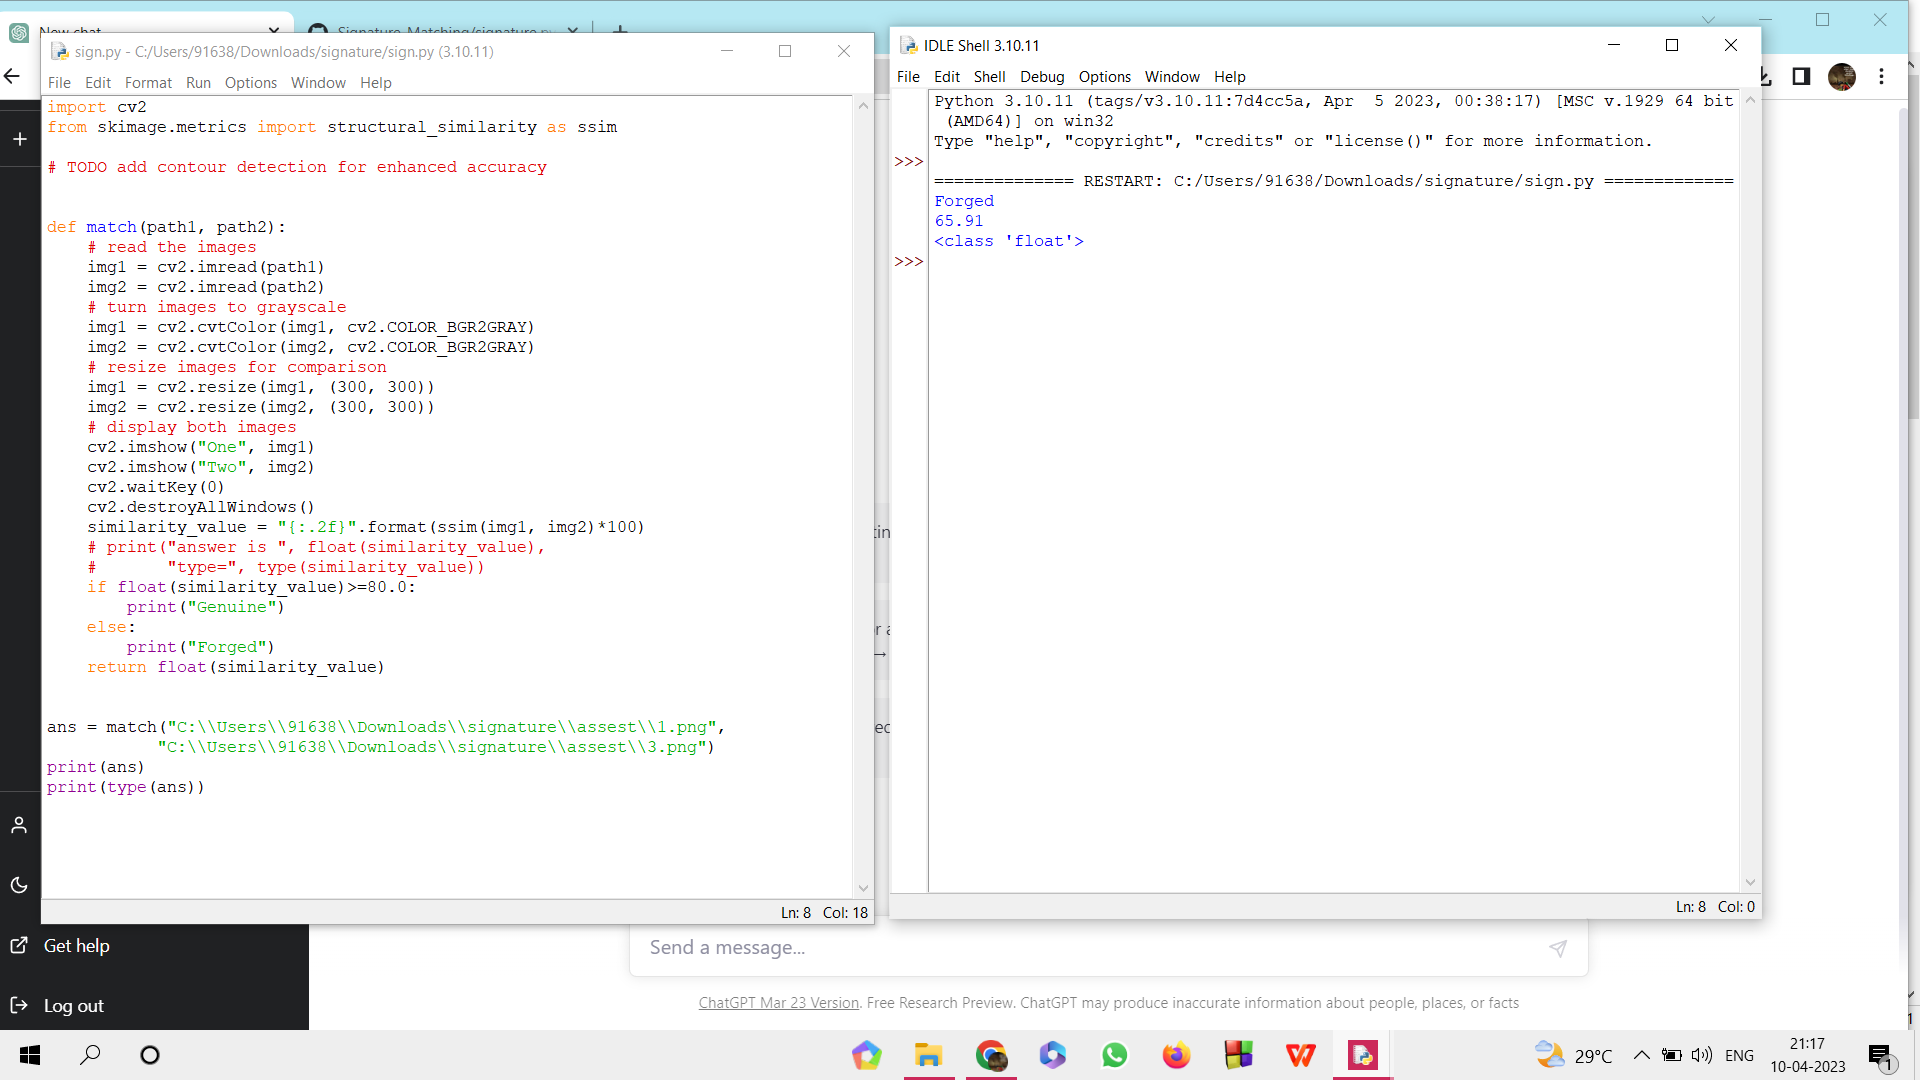 New chat
Signature-Matching/signature.py
sign.py - C:/Users/91638/Downloads/signature/sign.py (3.10.11)
File Edit Format Run Options Window Help
import cv2
from skimage.metrics import structural_similarity as ssim
# TODO add contour detection for enhanced accuracy
def match(path1, path2):
# read the images
img1 = cv2.imread(path1)
img2 = cv2.imread(path2)
# turn images to grayscale
img1 = cv2.cvtColor(img1, cv2.COLOR_BGR2GRAY)
img2 = cv2.cvtColor(img2, cv2.COLOR_BGR2GRAY)
# resize images for comparison
img1 = cv2.resize(img1, (300, 300))
img2 = cv2.resize(img2, (300, 300))
# display both images
cv2.imshow("One", img1)
cv2.imshow("Two", img2)
cv2.waitKey(0)
cv2.destroyAllWindows()
similarity_value = "{:.2f}".format(ssim(img1, img2)*100)
# print("answer is ", float(similarity_value),
#       "type=", type(similarity_value))
if float(similarity_value)>=80.0:
print("Genuine")
else:
print("Forged")
return float(similarity_value)
ans = match("C:\\Users\\91638\\Downloads\\signature\\assest\\1.png",
"C:\\Users\\91638\\Downloads\\signature\\assest\\3.png")
print(ans)
print(type(ans))
Ln: 8 Col: 18
IDLE Shell 3.10.11
File Edit Shell Debug Options Window Help
Python 3.10.11 (tags/v3.10.11:7d4cc5a, Apr  5 2023, 00:38:17) [MSC v.1929 64 bit
(AMD64)] on win32
Type "help", "copyright", "credits" or "license()" for more information.
>>>
============== RESTART: C:/Users/91638/Downloads/signature/sign.py =============
Forged
65.91
<class 'float'>
>>>
Ln: 8 Col: 0
Get help
Log out
Send a message...
ChatGPT Mar 23 Version. Free Research Preview. ChatGPT may produce inaccurate information about people, places, or facts
29°C
ENG
21:17
10-04-2023
1